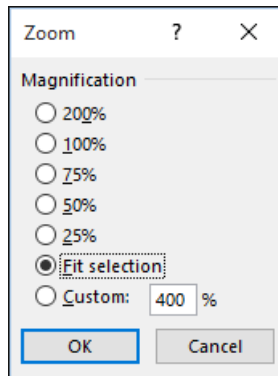 Zoom ?
Magnification
200%
100%
75%
50%
25%
Fit selection
Custom: 400 %
OK Cancel